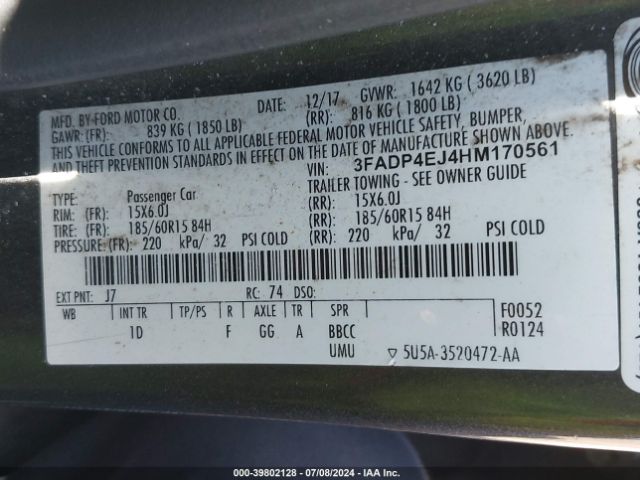 MFD. BY-FORD MOTOR CO. DATE: 12/17 GVWR: 1642 KG ( 3620 LB)
GAWR: (FR) 839 KG ( 1850 LB) (RR): 816 KG ( 1800 LB)
THIS VEHICLE CONFORMS TO ALL APPLICABLE FEDERAL MOTOR VEHICLE SAFETY, BUMPER,
AND THEFT PREVENTION STANDARDS IN EFFECT ON THE DATE OF MANUFACTURE SHOWN ABOVE.
VIN: 3FADP4EJ4HM170561
TYPE: Passenger Car TRAILER TOWING - SEE OWNER GUIDE
RIM: (FR) 15X6.0J (RR): 15X6.0J
TIRE: (FR): 185/60R15 84H (RR): 185/60R15 84H
PRESSURE: (FR) 220 kPa/ 32 PSI COLD (RR) 220 kPa/ 32 PSI COLD
EXT PNT: J7 RC: 74 DSO:
WB INT TR TP/PS R AXLE TR SPR F0052
1D F GG A BBCC R0124
UMU ▽ 5U5A-3520472-AA
000-39802128 - 07/08/2024 - IAA Inc.